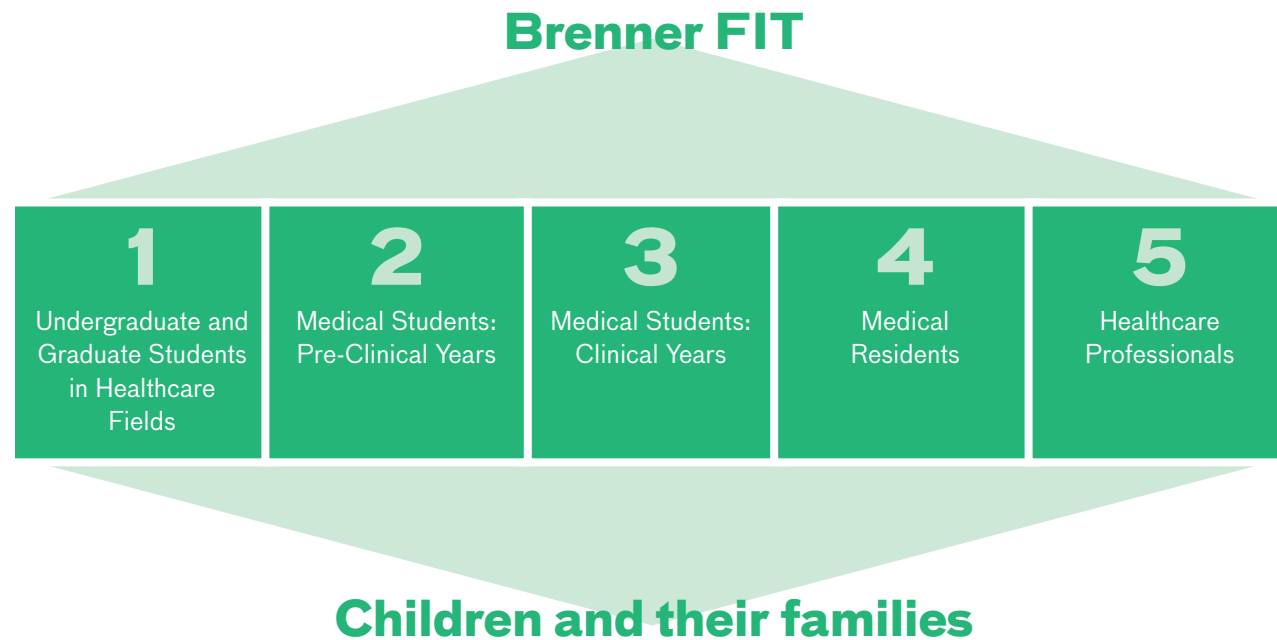 Brenner FIT
1
Undergraduate and
Graduate Students
in Healthcare
Fields
2
Medical Students:
Pre-Clinical Years
3
Medical Students:
Clinical Years
4
Medical
Residents
5
Healthcare
Professionals
Children and their families